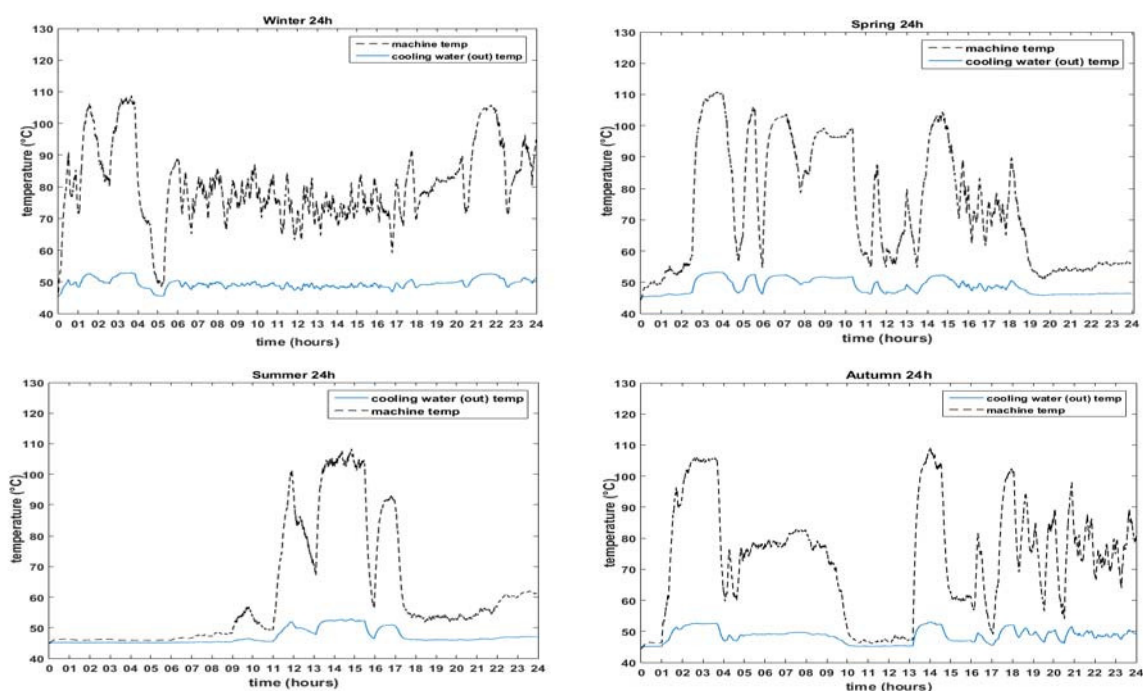 Winter 24h
130
120
110
100
90
80
70
60
50
40
temperature (°C)
machine temp
cooling water (out) temp
0 01 02 03 04 05 06 07 08 09 10 11 12 13 14 15 16 17 18 19 20 21 22 23 24
time (hours)
Spring 24h
130
120
110
100
90
80
70
60
50
40
temperature (°C)
machine temp
cooling water (out) temp
0 01 02 03 04 05 06 07 08 09 10 11 12 13 14 15 16 17 18 19 20 21 22 23 24
time (hours)
Summer 24h
130
120
110
100
90
80
70
60
50
40
temperature (°C)
cooling water (out) temp
machine temp
0 01 02 03 04 05 06 07 08 09 10 11 12 13 14 15 16 17 18 19 20 21 22 23 24
time (hours)
Autumn 24h
130
120
110
100
90
80
70
60
50
40
temperature (°C)
cooling water (out) temp
machine temp
0 01 02 03 04 05 06 07 08 09 10 11 12 13 14 15 16 17 18 19 20 21 22 23 24
time (hours)